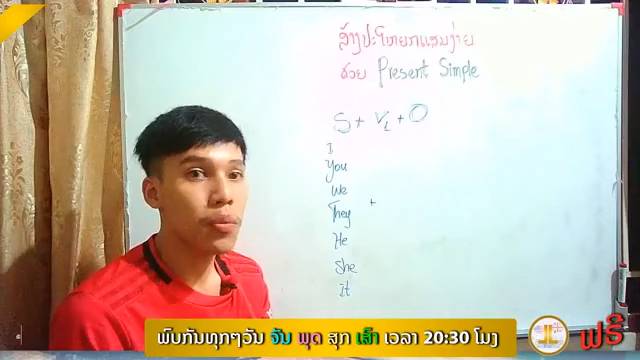 ສ້າງປະໂຫຍກແສນງ່າຍ
ດ້ວຍ Present Simple
S + V1 + O
I
You
We
They +
He
She
It
ພົບກັນທຸກໆວັນ ຈັນ ພຸດ ສຸກ ເສົາ ເວລາ 20:30 ໂມງ
ຟຣີ